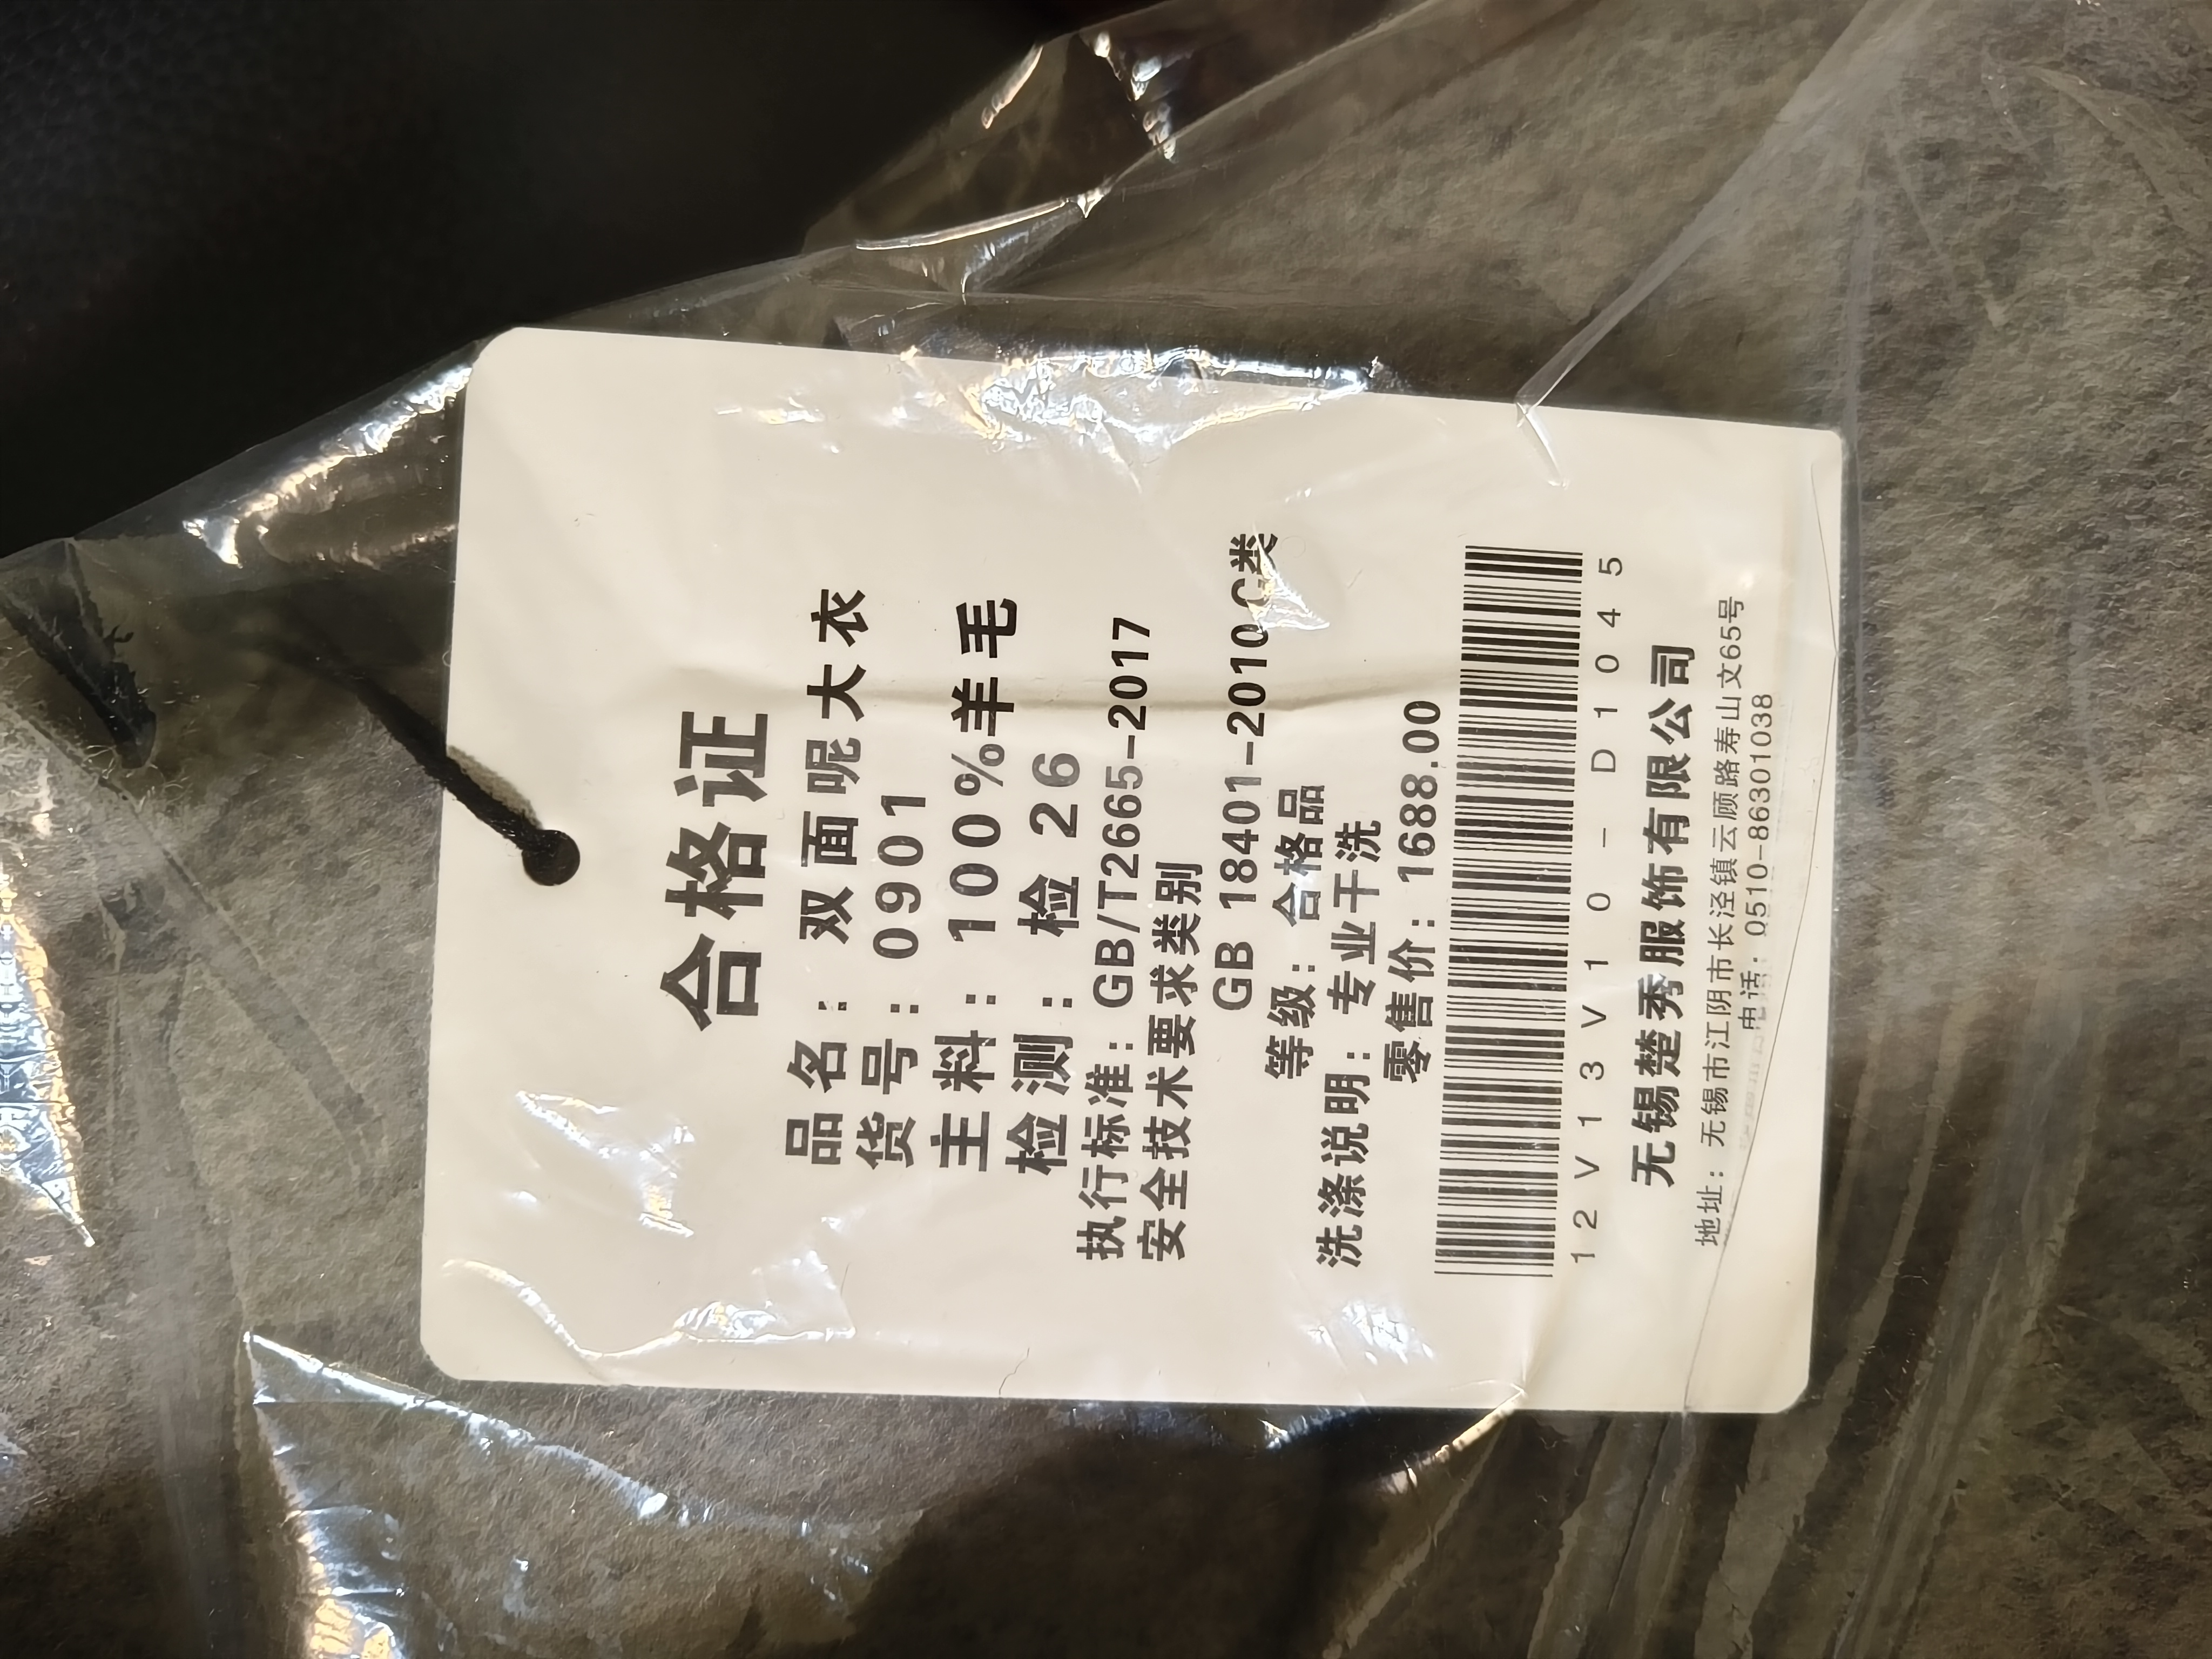 合格证
品名：双面呢大衣
货号：0901
主料：100%羊毛
检测：检26
执行标准：GB/T2665-2017
安全技术要求类别
GB 18401-2010 C类
等级：合格品
洗涤说明：专业干洗
零售价：1688.00
12V13V10-D1045
无锡楚秀服饰有限公司
地址：无锡市江阴市长泾镇云顾路寿山文65号
电话：0510-86301038